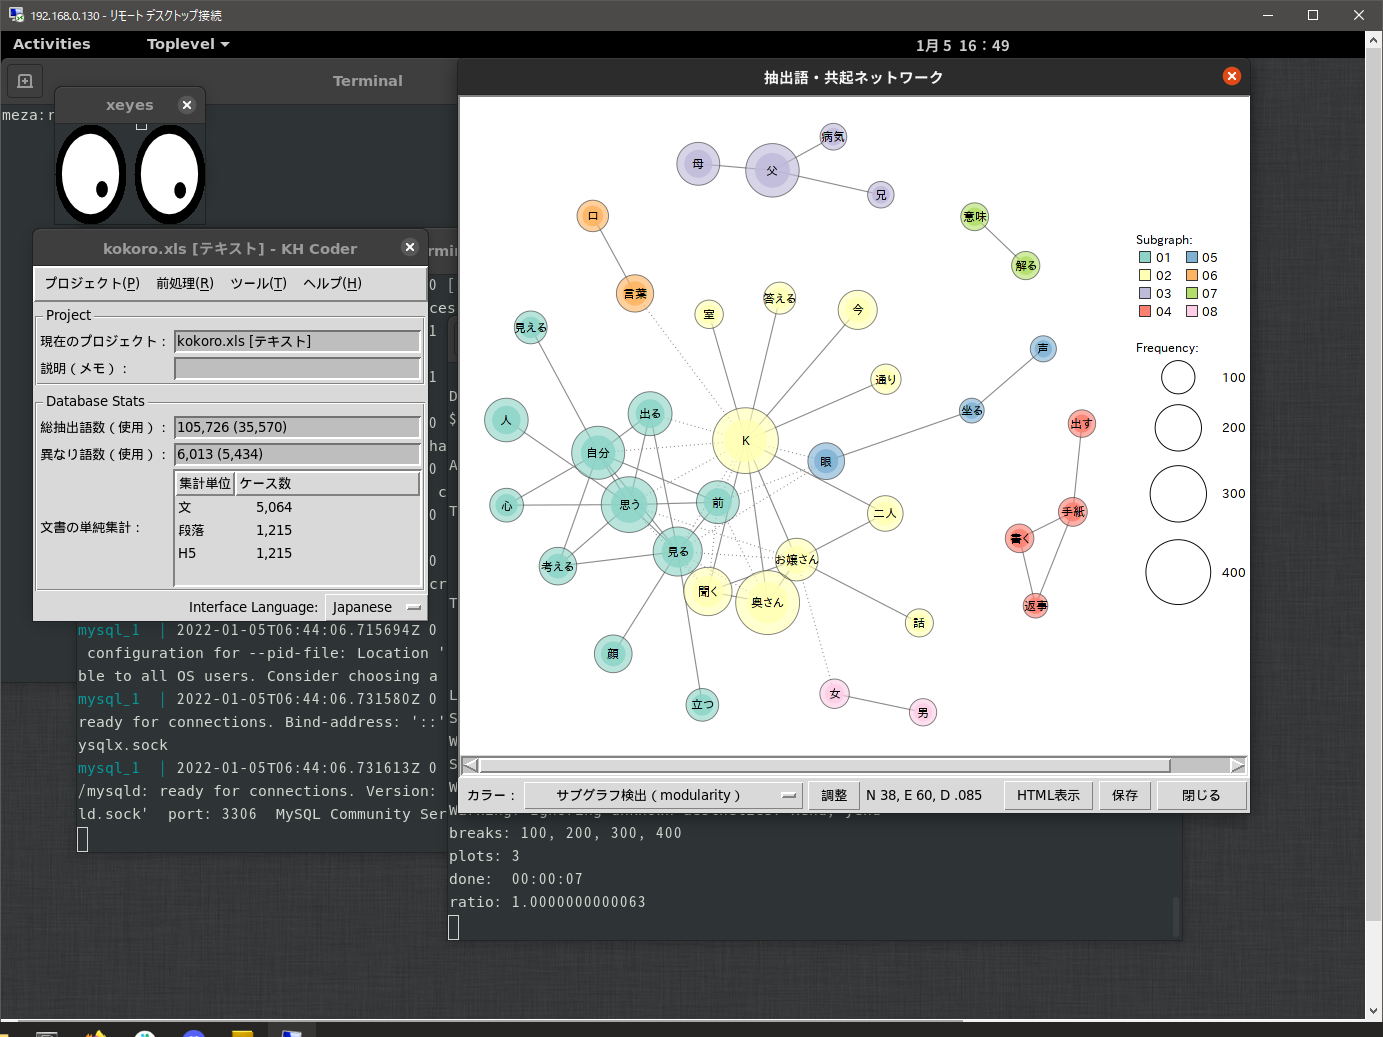 192.168.0.130 - リモート デスクトップ接続
Activities
Toplevel
1月 5 16：49
Terminal
meza:r
xeyes
kokoro.xls [テキスト] - KH Coder
プロジェクト(P) 前処理(R) ツール(T) ヘルプ(H)
Project
現在のプロジェクト： kokoro.xls [テキスト]
説明（メモ）：
Database Stats
総抽出語数（使用）： 105,726 (35,570)
異なり語数（使用）： 6,013 (5,434)
集計単位 ケース数
文 5,064
文書の単純集計： 段落 1,215
H5 1,215
Interface Language: Japanese
mysql_1 | 2022-01-05T06:44:06.715694Z 0
configuration for --pid-file: Location '
ble to all OS users. Consider choosing a
mysql_1 | 2022-01-05T06:44:06.731580Z 0
ready for connections. Bind-address: '::'
ysqlx.sock
mysql_1 | 2022-01-05T06:44:06.731613Z 0
/mysqld: ready for connections. Version:
ld.sock' port: 3306 MySQL Community Ser
抽出語・共起ネットワーク
病気
母
父
兄
口
意味
解る
言葉
答える
室
今
見える
声
通り
人
出る
坐る
出す
K
自分
眼
心
思う
前
二人
手紙
書く
見る
お嬢さん
考える
聞く
奥さん
返事
話
顔
女
立つ
男
Subgraph:
01 05
02 06
03 07
04 08
Frequency:
100
200
300
400
カラー： サブグラフ検出（modularity） 調整 N 38, E 60, D .085 HTML表示 保存 閉じる
breaks: 100, 200, 300, 400
plots: 3
done: 00:00:07
ratio: 1.0000000000063